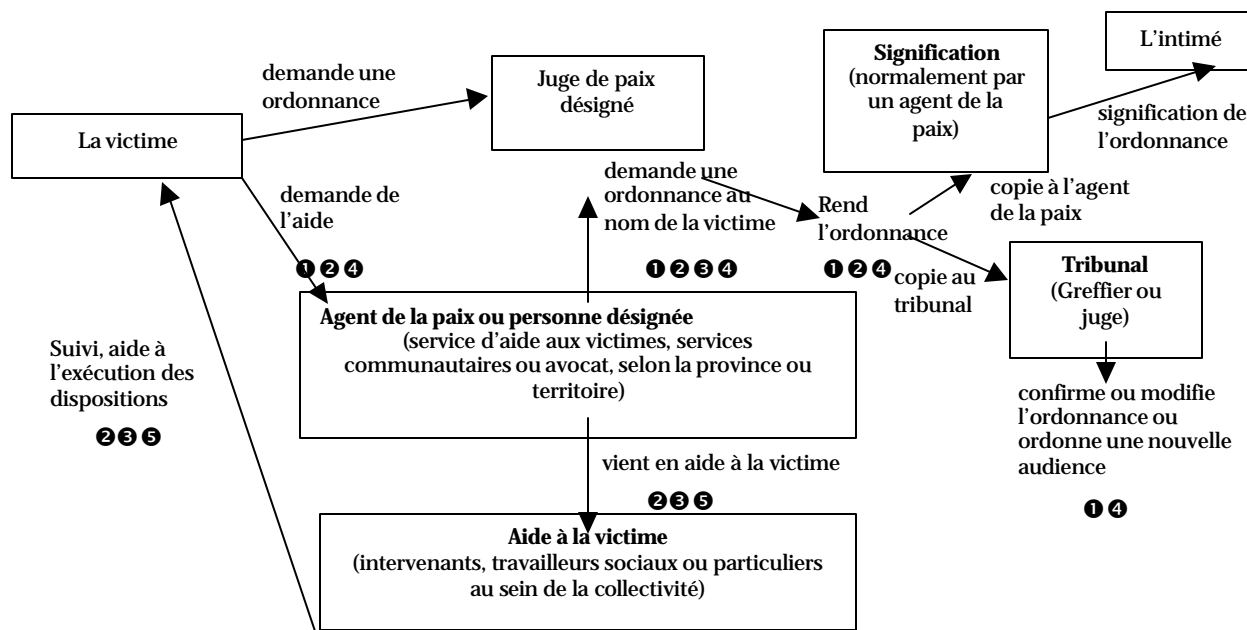 demande une
ordonnance
Juge de paix
désigné
Signification
(normalement par
un agent de la
paix)
L'intimé
signification de
l'ordonnance
La victime
demande de
l'aide
❶❷❹
demande une
ordonnance au
nom de la victime
❶❷❸❹
Rend
l'ordonnance
❶❷❹
copie à l'agent
de la paix
copie au
tribunal
Tribunal
(Greffier ou
juge)
Agent de la paix ou personne désignée
(service d'aide aux victimes, services
communautaires ou avocat, selon la province ou
territoire)
Suivi, aide à
l'exécution des
dispositions
❷❸❺
confirme ou modifie
l'ordonnance ou
ordonne une nouvelle
audience
❶❹
vient en aide à la victime
❷❸❺
Aide à la victime
(intervenants, travailleurs sociaux ou particuliers
au sein de la collectivité)